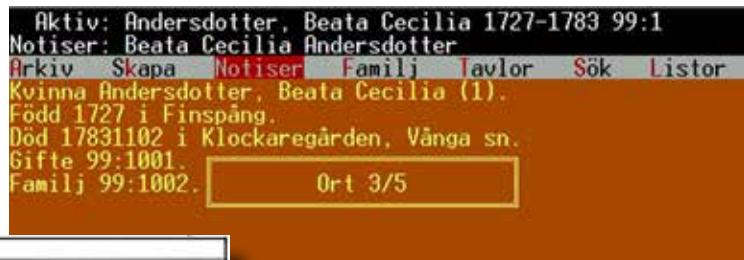 Aktiv: Andersdotter, Beata Cecilia 1727-1783 99:1
Notiser: Beata Cecilia Andersdotter
Arkiv Skapa Notiser Familj Tavlor Sök Listor
Kvinna Andersdotter, Beata Cecilia (1).
Född 1727 i Finspång.
Död 17831102 i Klockaregården, Vånga sn.
Gifte 99:1001.
Familj 99:1002.
Ort 3/5